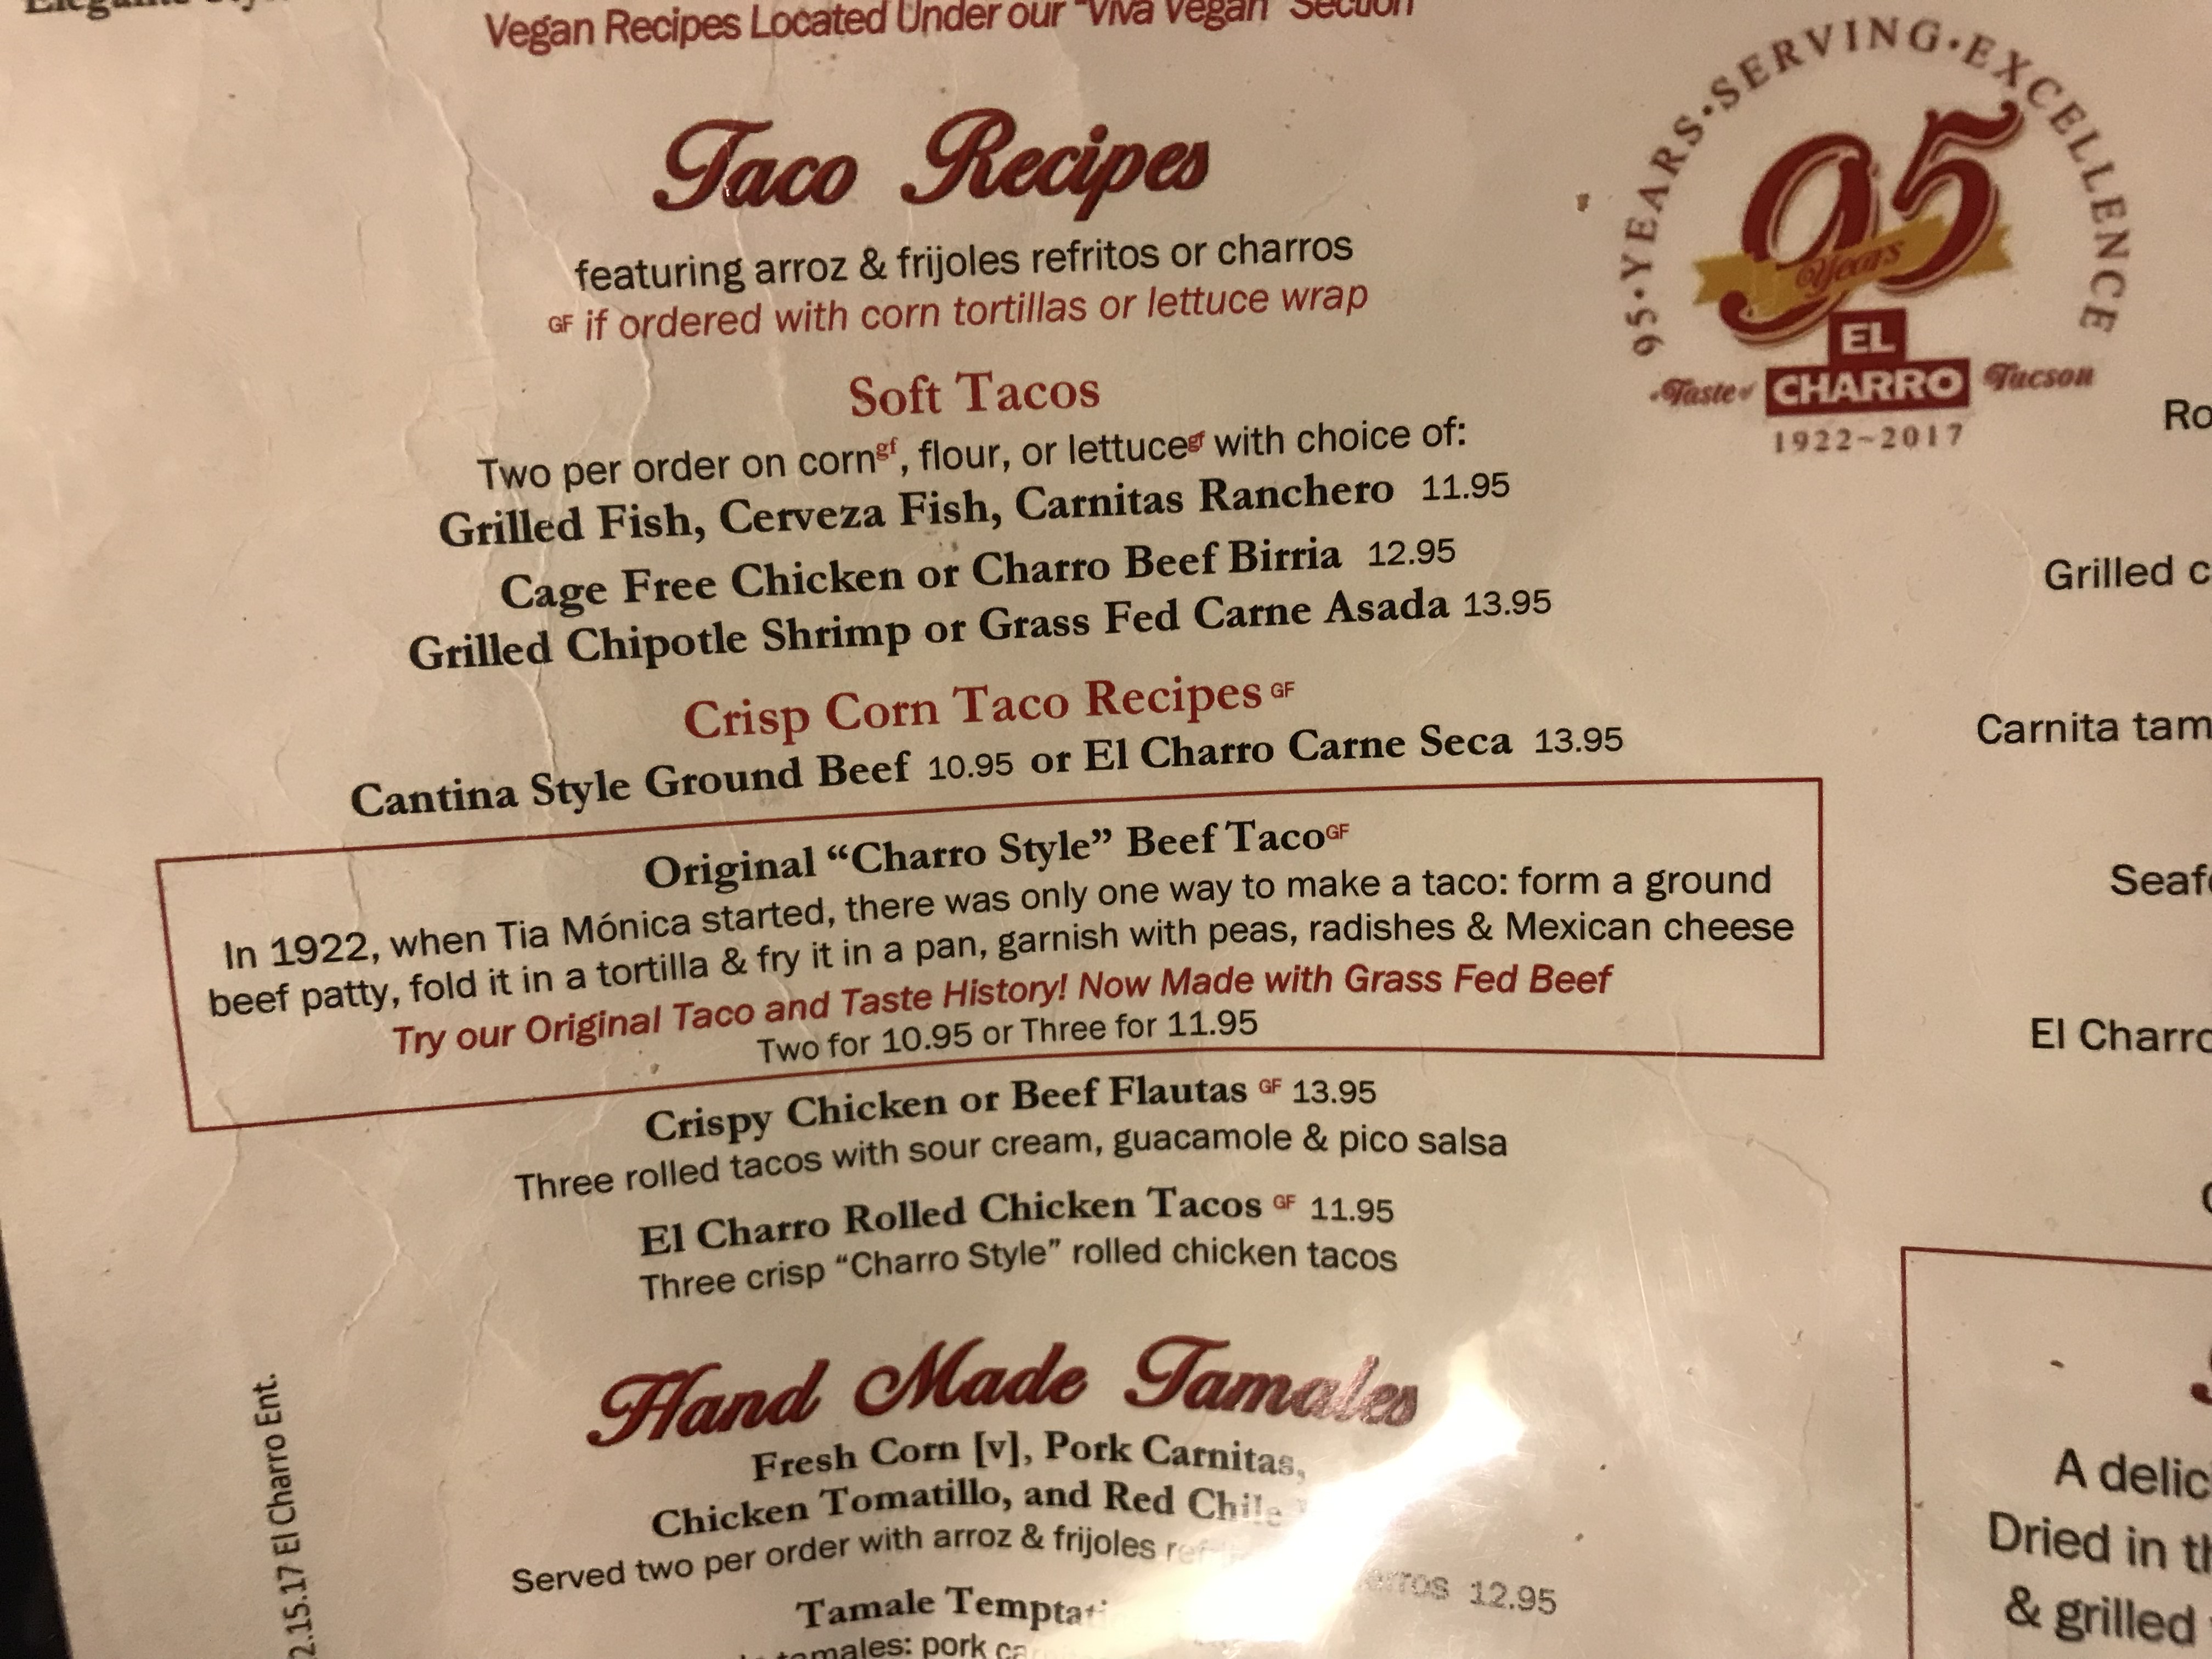 Vegan Recipes Located Under our "Viva Vegan" Section
Taco Recipes
featuring arroz & frijoles refritos or charros
GF if ordered with corn tortillas or lettuce wrap
Soft Tacos
Two per order on corn gf, flour, or lettuce gf with choice of:
Grilled Fish, Cerveza Fish, Carnitas Ranchero 11.95
Cage Free Chicken or Charro Beef Birria 12.95
Grilled Chipotle Shrimp or Grass Fed Carne Asada 13.95
Crisp Corn Taco Recipes GF
Cantina Style Ground Beef 10.95 or El Charro Carne Seca 13.95
Original “Charro Style” Beef Taco GF
In 1922, when Tia Mónica started, there was only one way to make a taco: form a ground
beef patty, fold it in a tortilla & fry it in a pan, garnish with peas, radishes & Mexican cheese
Try our Original Taco and Taste History! Now Made with Grass Fed Beef
Two for 10.95 or Three for 11.95
Crispy Chicken or Beef Flautas GF 13.95
Three rolled tacos with sour cream, guacamole & pico salsa
El Charro Rolled Chicken Tacos GF 11.95
Three crisp “Charro Style” rolled chicken tacos
Hand Made Tamales
Fresh Corn [v], Pork Carnitas,
Chicken Tomatillo, and Red Chile
Served two per order with arroz & frijoles 12.95
Tamale
tamales: pork
2.15.17 El Charro Ent.
95·YEARS·SERVING·EXCELLENCE
95
Years
EL
CHARRO
Taste of Tucson
1922~2017
Grilled
Carnita
El Charro
A
Dried in
& grilled